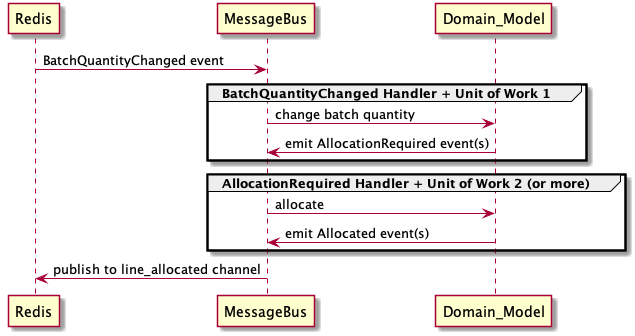 Redis
MessageBus
Domain_Model
BatchQuantityChanged event
BatchQuantityChanged Handler + Unit of Work 1
change batch quantity
emit AllocationRequired event(s)
AllocationRequired Handler + Unit of Work 2 (or more)
allocate
emit Allocated event(s)
publish to line_allocated channel
Redis
MessageBus
Domain_Model